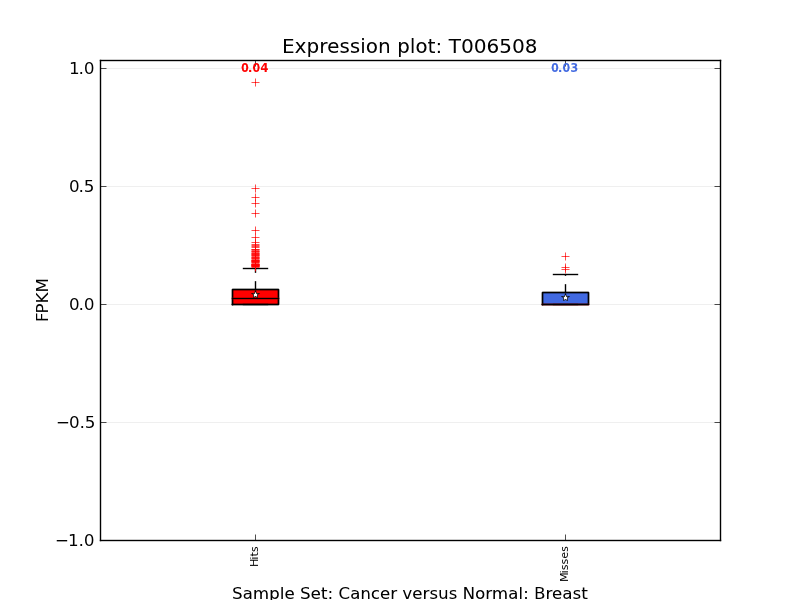 Expression plot: T006508
0.04
0.03
1.0
0.5
0.0
−0.5
−1.0
FPKM
Hits
Misses
Sample Set: Cancer versus Normal: Breast